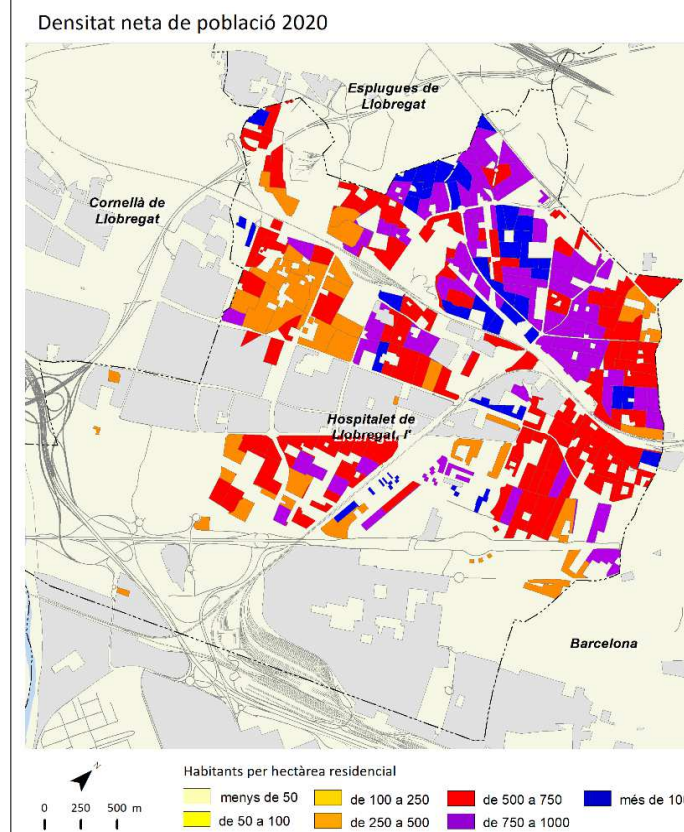 Densitat neta de població 2020
Esplugues de
Llobregat
Cornellà de
Llobregat
Hospitalet de
Llobregat, l'
Barcelona
N
0 250 500 m
Habitants per hectàrea residencial
menys de 50
de 100 a 250
de 500 a 750
més de 100
de 50 a 100
de 250 a 500
de 750 a 1000